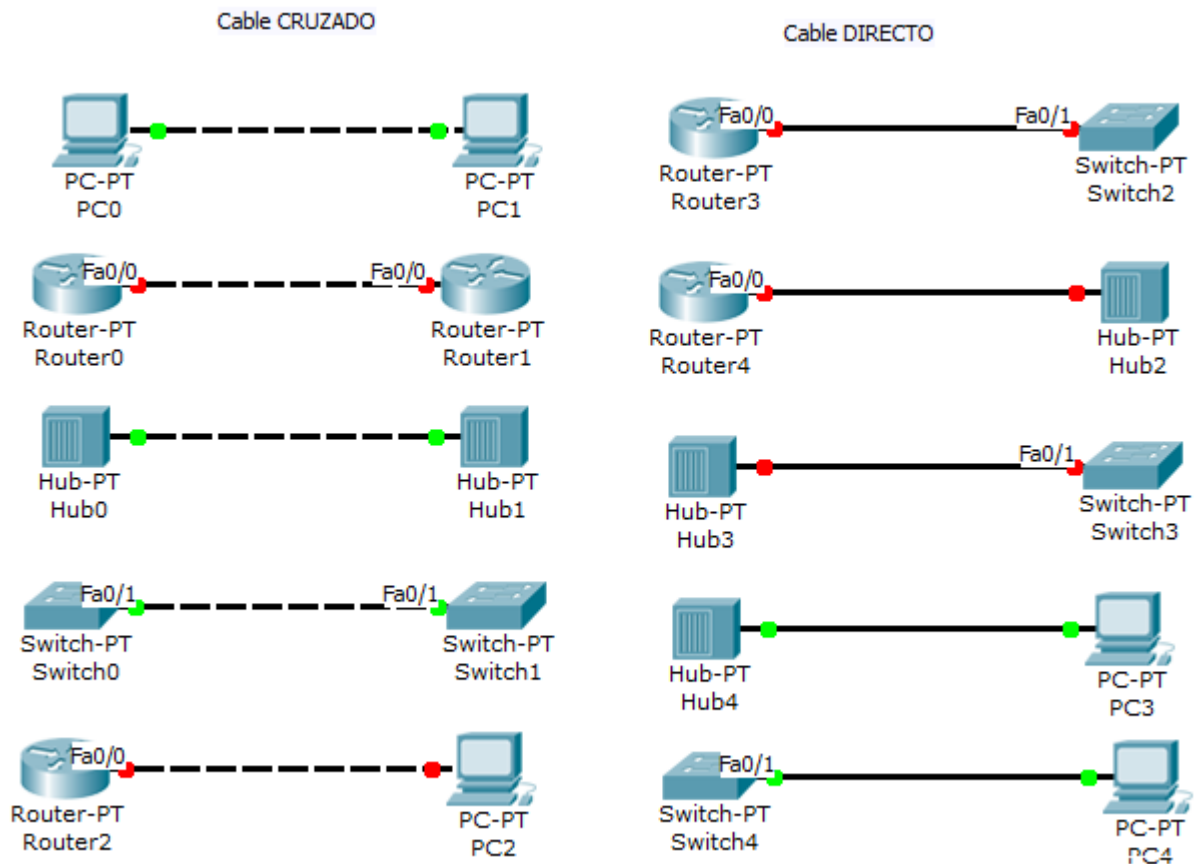 Cable CRUZADO
PC-PT
PC0
PC-PT
PC1
Fa0/0
Fa0/0
Router-PT
Router0
Router-PT
Router1
Hub-PT
Hub0
Hub-PT
Hub1
Fa0/1
Fa0/1
Switch-PT
Switch0
Switch-PT
Switch1
Fa0/0
Router-PT
Router2
PC-PT
PC2
Cable DIRECTO
Fa0/0
Fa0/1
Router-PT
Router3
Switch-PT
Switch2
Fa0/0
Router-PT
Router4
Hub-PT
Hub2
Fa0/1
Hub-PT
Hub3
Switch-PT
Switch3
Hub-PT
Hub4
PC-PT
PC3
Fa0/1
Switch-PT
Switch4
PC-PT
PC4